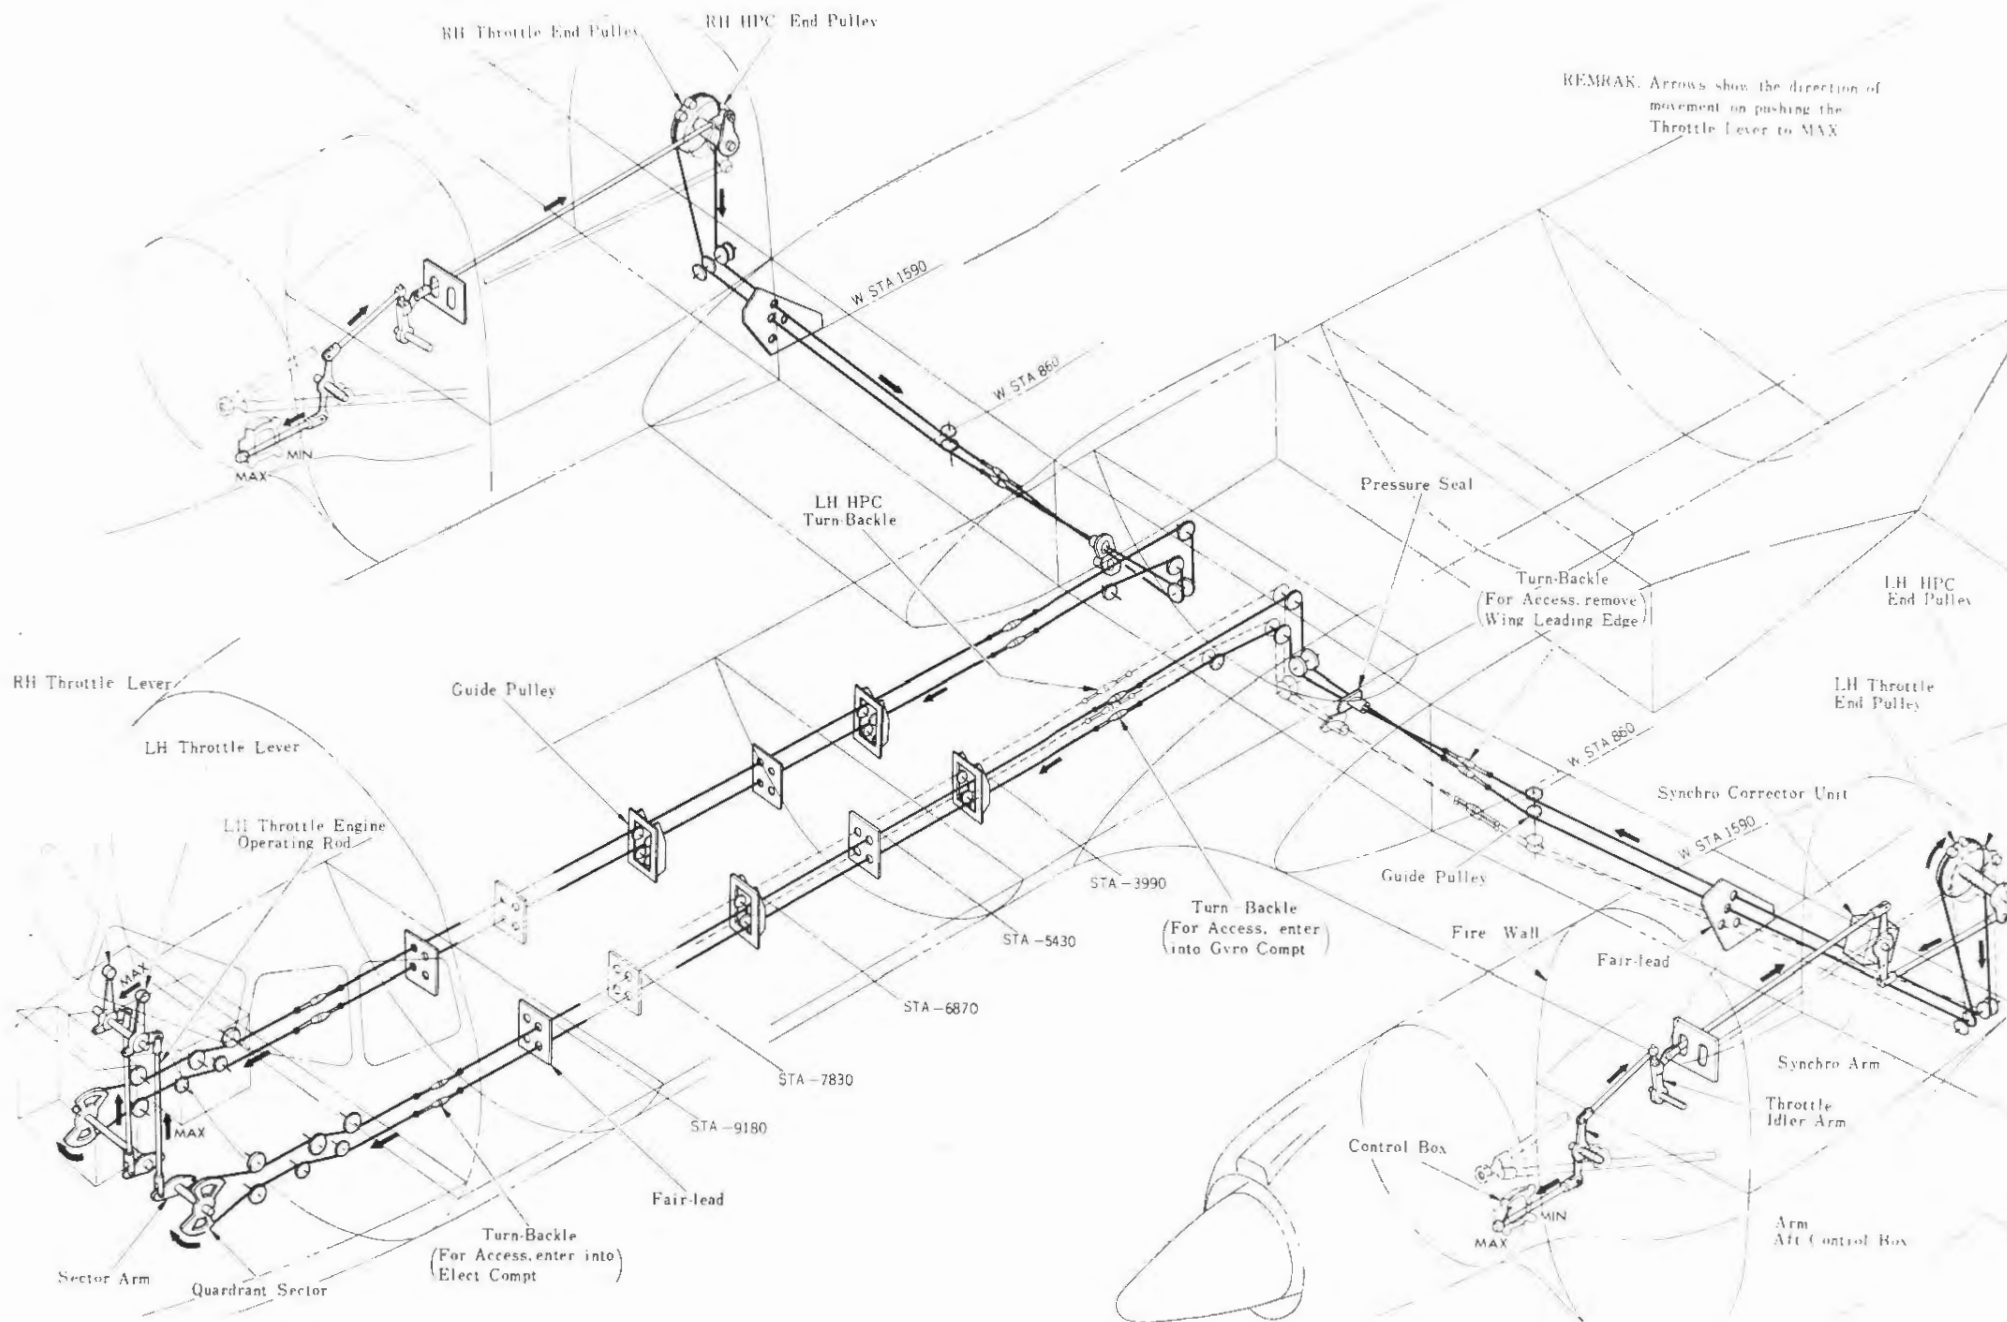 RH Throttle End Pulley
RH HPC End Pulley
REMRAK. Arrows show the direction of
movement on pushing the
Throttle Lever to MAX
W STA 1590
W STA 860
MIN
MAX
LH HPC
Turn-Backle
Pressure Seal
Turn-Backle
(For Access, remove
Wing Leading Edge)
LH HPC
End Pulley
RH Throttle Lever
Guide Pulley
LH Throttle
End Pulley
LH Throttle Lever
W STA 860
Synchro Corrector Unit
LH Throttle Engine
Operating Rod
W STA 1590
STA-3990
Guide Pulley
Turn-Backle
(For Access, enter
into Gyro Compt)
STA-5430
Fire Wall
Fair-lead
MAX
STA-6870
STA-7830
Synchro Arm
Throttle
Idler Arm
MAX
STA-9180
Control Box
Fair-lead
MIN
MAX
Arm
Aft Control Box
Turn-Backle
(For Access, enter into
Elect Compt)
Sector Arm
Quardrant Sector